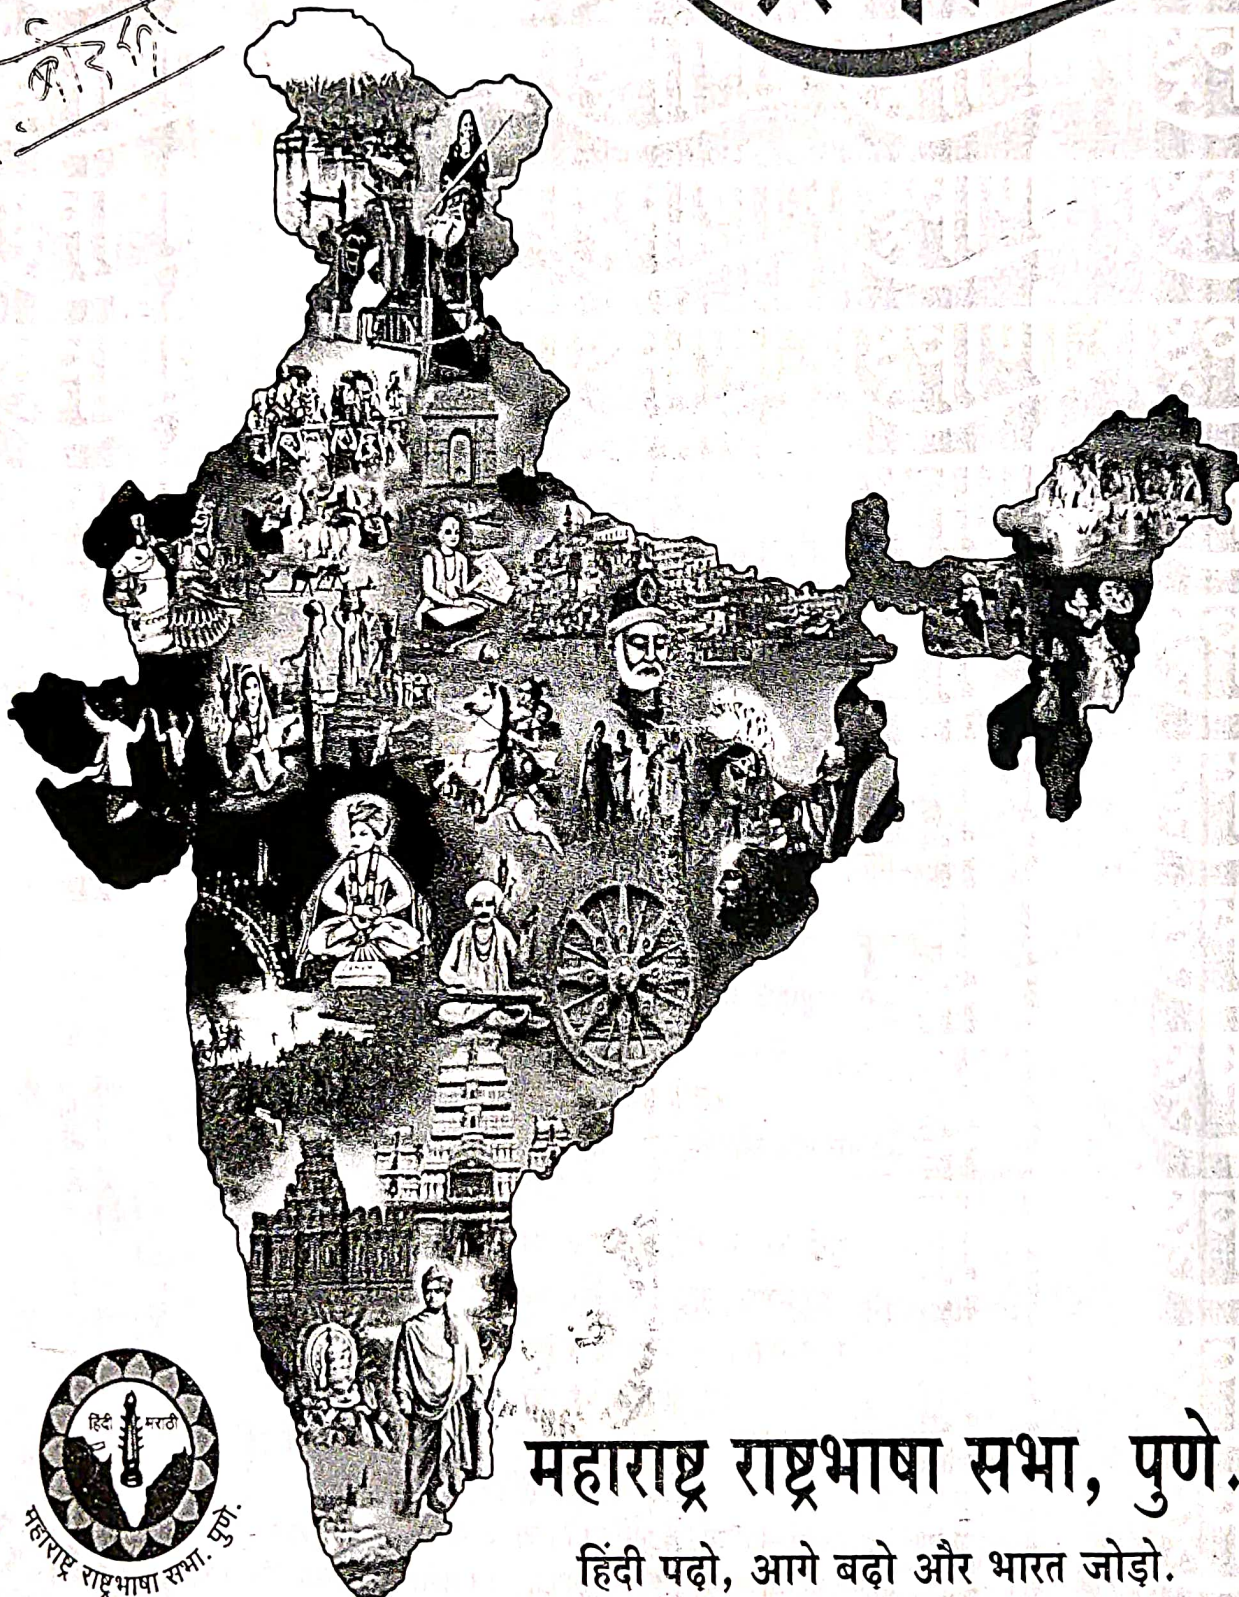 हिंदी मराठी
महाराष्ट्र राष्ट्रभाषा सभा. पुणे.
महाराष्ट्र राष्ट्रभाषा सभा, पुणे.
हिंदी पढ़ो, आगे बढ़ो और भारत जोड़ो.